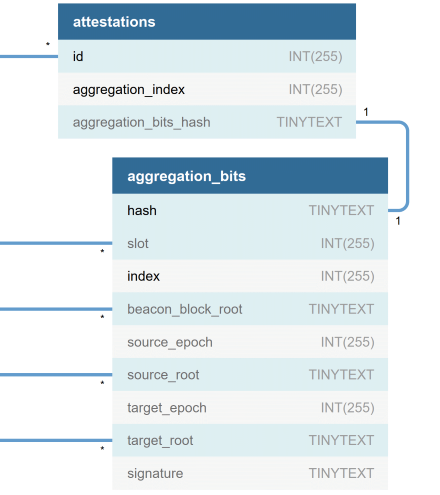 attestations
*
id INT(255)
aggregation_index INT(255)
1
aggregation_bits_hash TINYTEXT
aggregation_bits
hash TINYTEXT
1
slot INT(255)
*
index INT(255)
beacon_block_root TINYTEXT
*
source_epoch INT(255)
source_root TINYTEXT
*
target_epoch INT(255)
target_root TINYTEXT
*
signature TINYTEXT